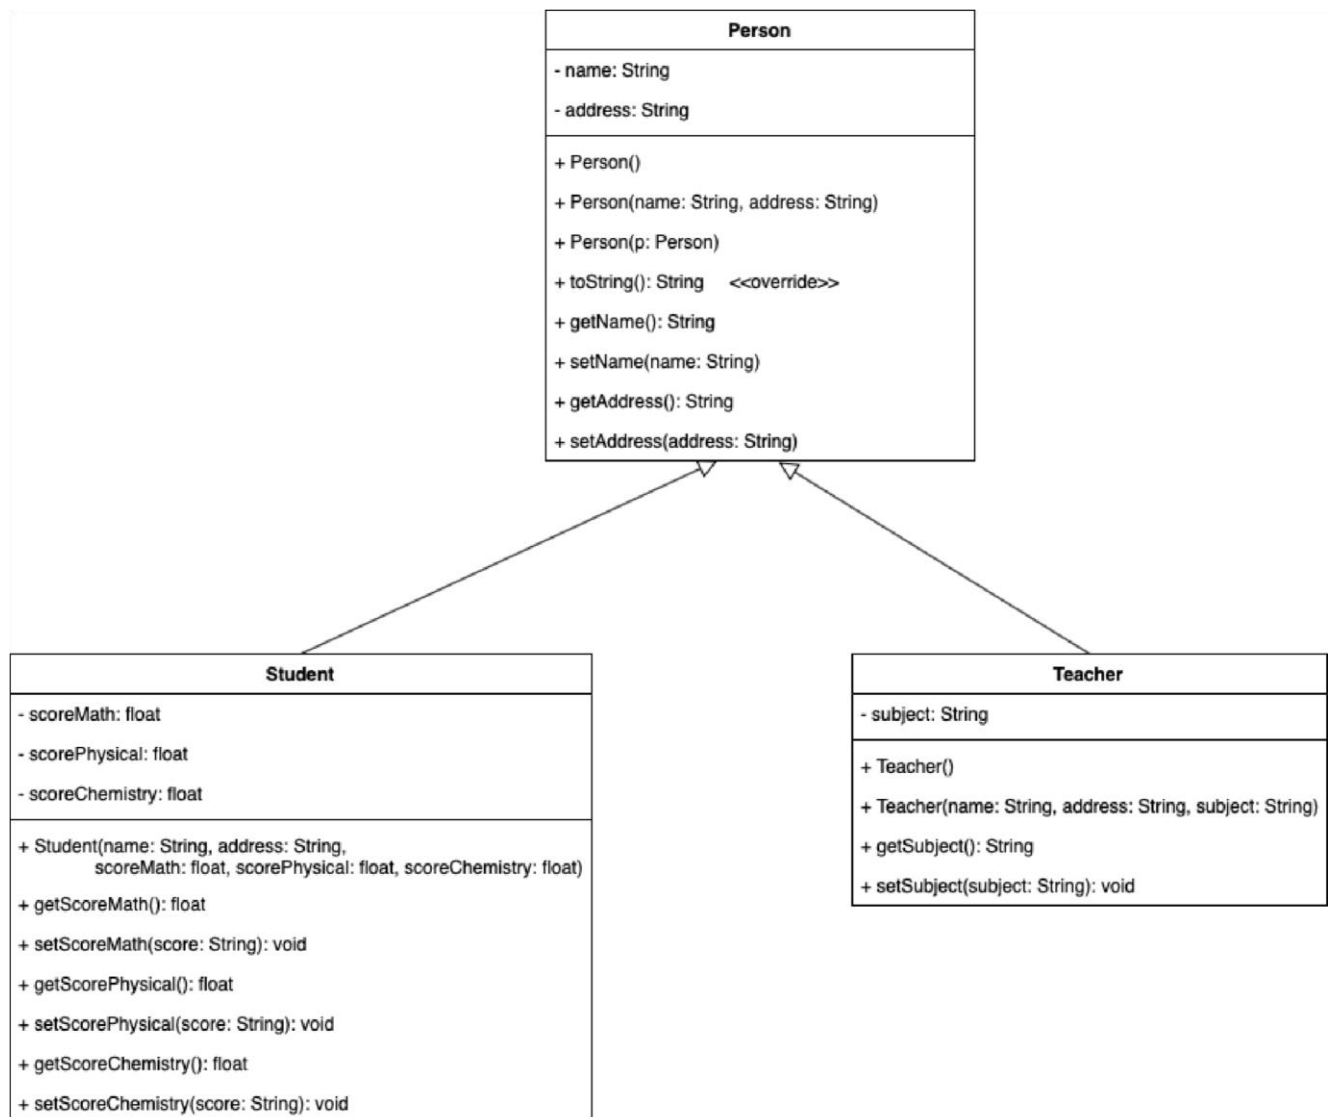 Person
- name: String
- address: String
+ Person()
+ Person(name: String, address: String)
+ Person(p: Person)
+ toString(): String <<override>>
+ getName(): String
+ setName(name: String)
+ getAddress(): String
+ setAddress(address: String)
Student
- scoreMath: float
- scorePhysical: float
- scoreChemistry: float
+ Student(name: String, address: String,
scoreMath: float, scorePhysical: float, scoreChemistry: float)
+ getScoreMath(): float
+ setScoreMath(score: String): void
+ getScorePhysical(): float
+ setScorePhysical(score: String): void
+ getScoreChemistry(): float
+ setScoreChemistry(score: String): void
Teacher
- subject: String
+ Teacher()
+ Teacher(name: String, address: String, subject: String)
+ getSubject(): String
+ setSubject(subject: String): void